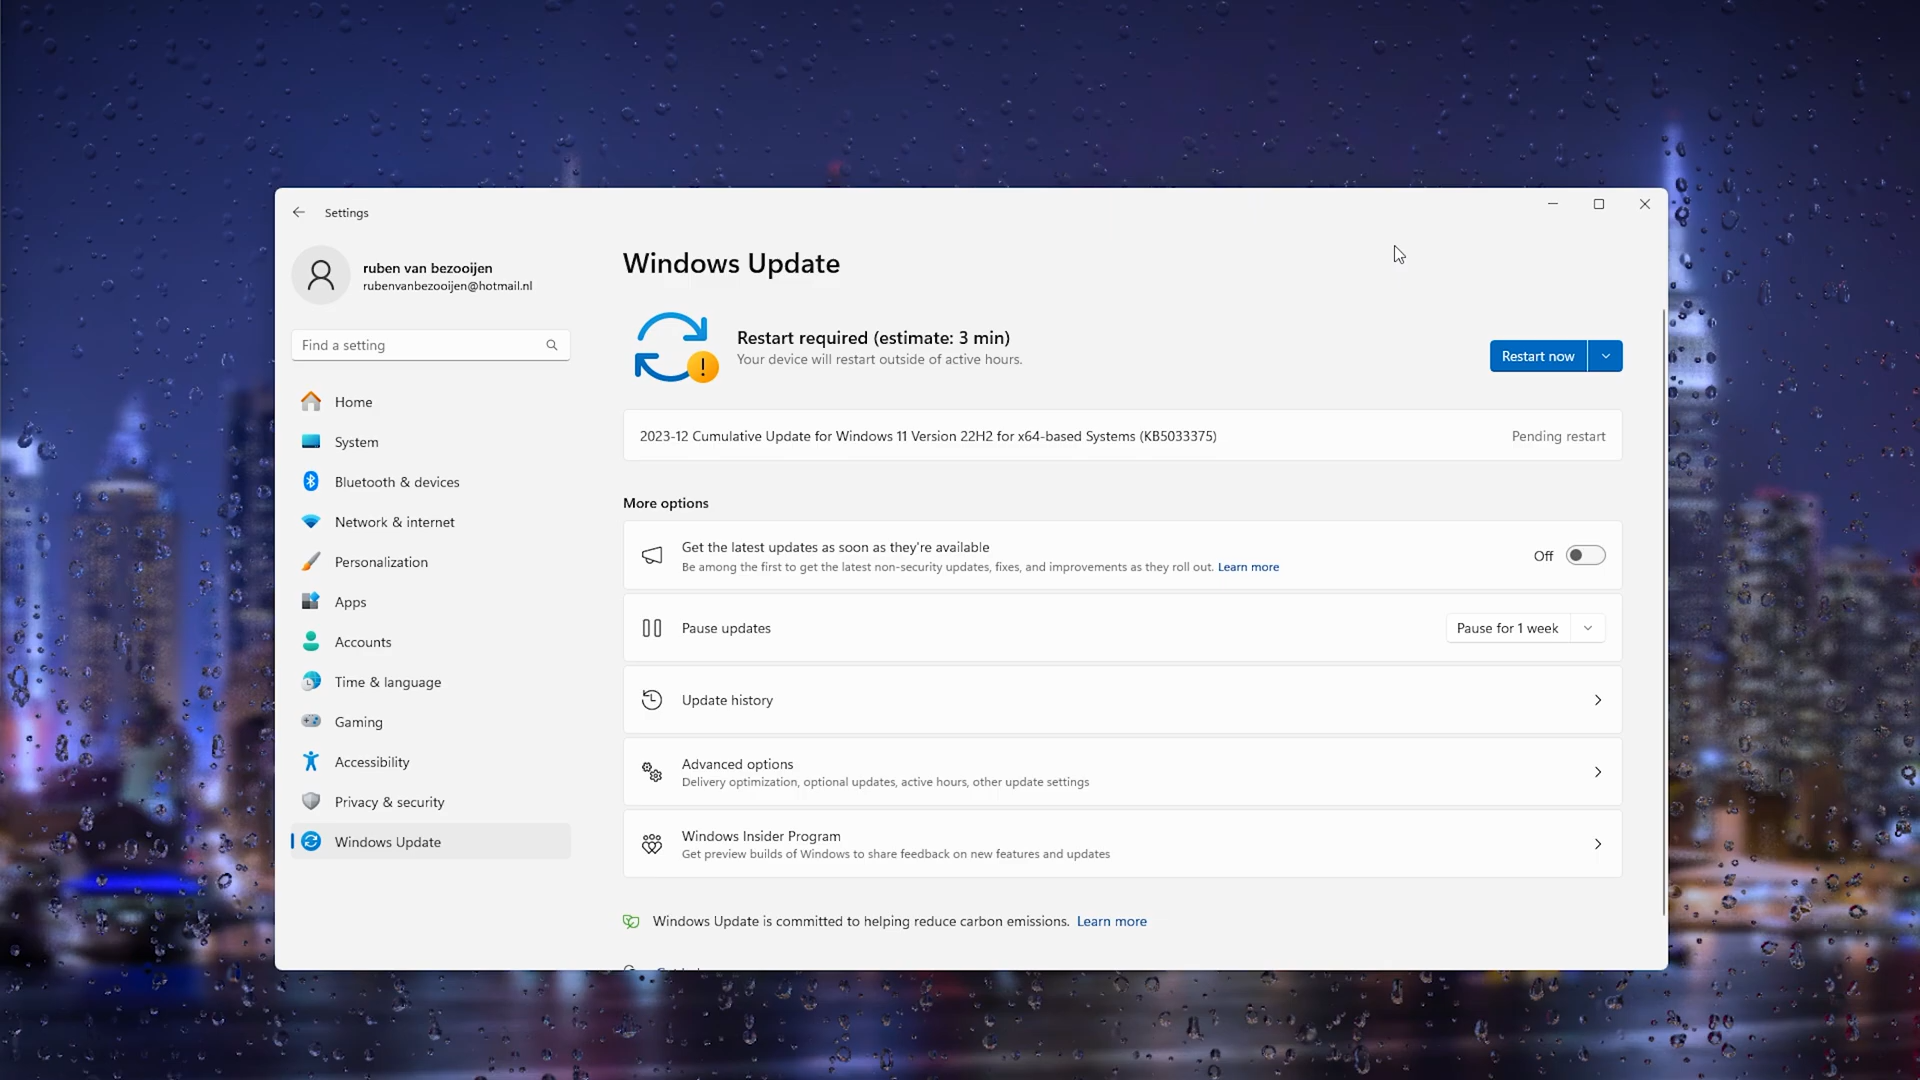 Settings
ruben van bezooijen
rubenvanbezooijen@hotmail.nl
Find a setting
Home
System
Bluetooth & devices
Network & internet
Personalization
Apps
Accounts
Time & language
Gaming
Accessibility
Privacy & security
Windows Update
Windows Update
Restart required (estimate: 3 min)
Your device will restart outside of active hours.
Restart now
2023-12 Cumulative Update for Windows 11 Version 22H2 for x64-based Systems (KB5033375)
Pending restart
More options
Get the latest updates as soon as they're available
Be among the first to get the latest non-security updates, fixes, and improvements as they roll out. Learn more
Off
Pause updates
Pause for 1 week
Update history
Advanced options
Delivery optimization, optional updates, active hours, other update settings
Windows Insider Program
Get preview builds of Windows to share feedback on new features and updates
Windows Update is committed to helping reduce carbon emissions. Learn more